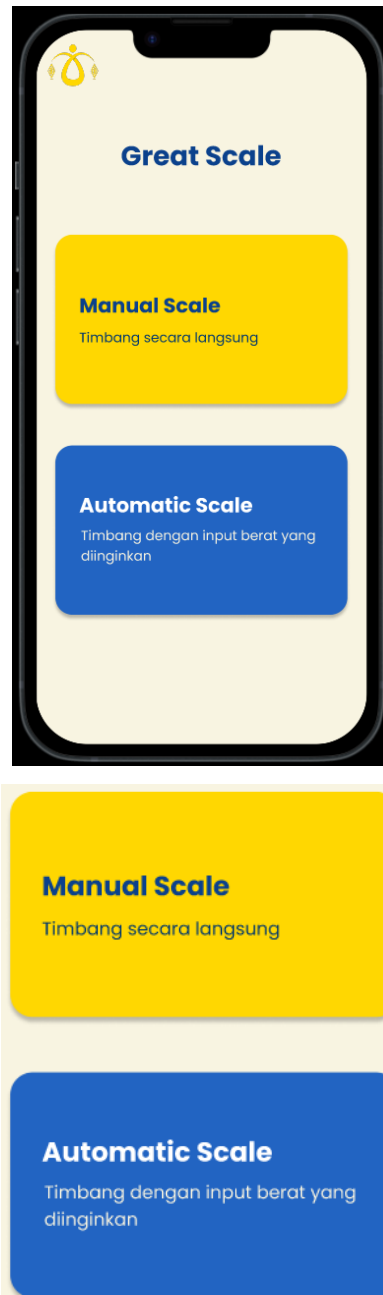 Great Scale
Manual Scale
Timbang secara langsung
Automatic Scale
Timbang dengan input berat yang
diinginkan
Manual Scale
Timbang secara langsung
Automatic Scale
Timbang dengan input berat yang
diinginkan